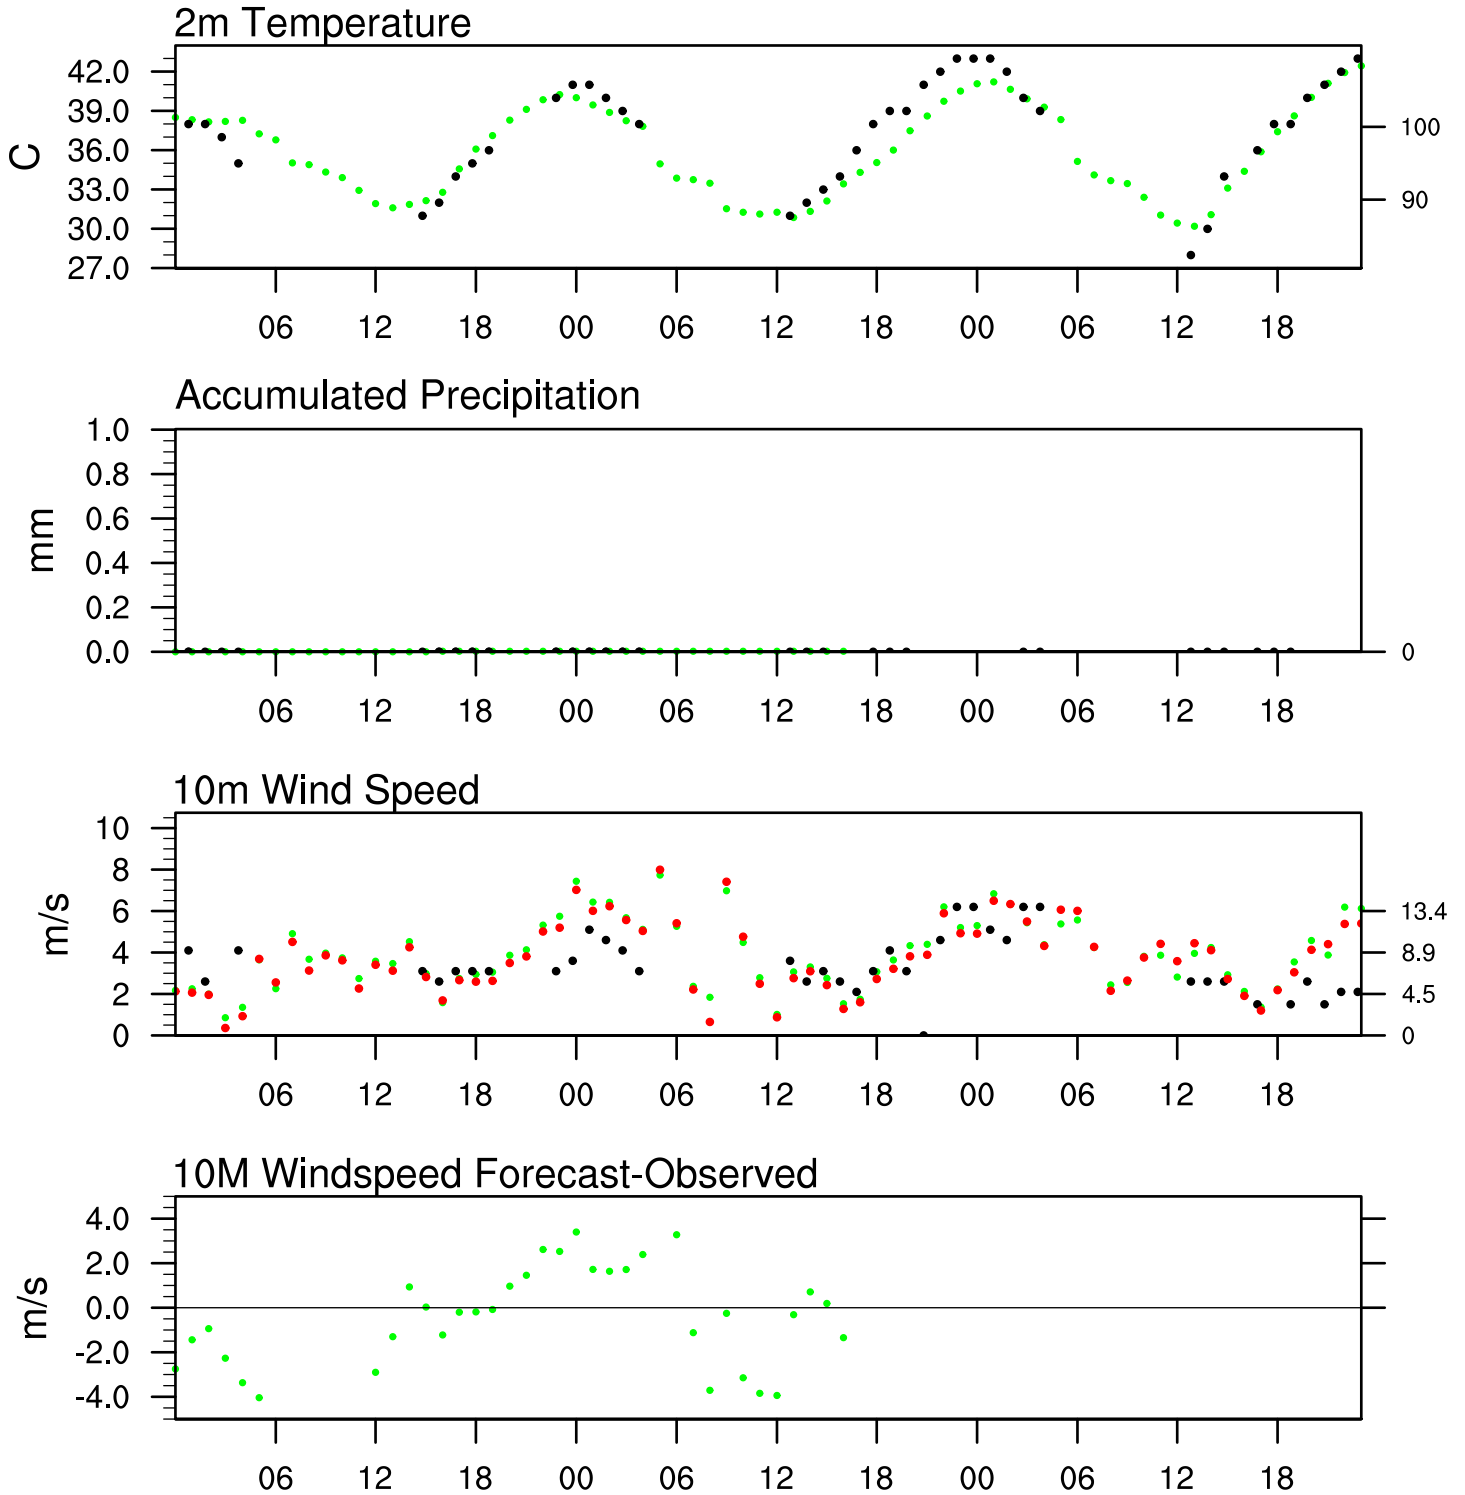 2m Temperature
42.0
39.0
36.0
33.0
30.0
27.0
C
100
90
06 12 18 00 06 12 18 00 06 12 18
Accumulated Precipitation
1.0
0.8
0.6
0.4
0.2
0.0
mm
0
06 12 18 00 06 12 18 00 06 12 18
10m Wind Speed
10
8
6
4
2
0
m/s
13.4
8.9
4.5
0
06 12 18 00 06 12 18 00 06 12 18
10M Windspeed Forecast-Observed
4.0
2.0
0.0
-2.0
-4.0
m/s
06 12 18 00 06 12 18 00 06 12 18